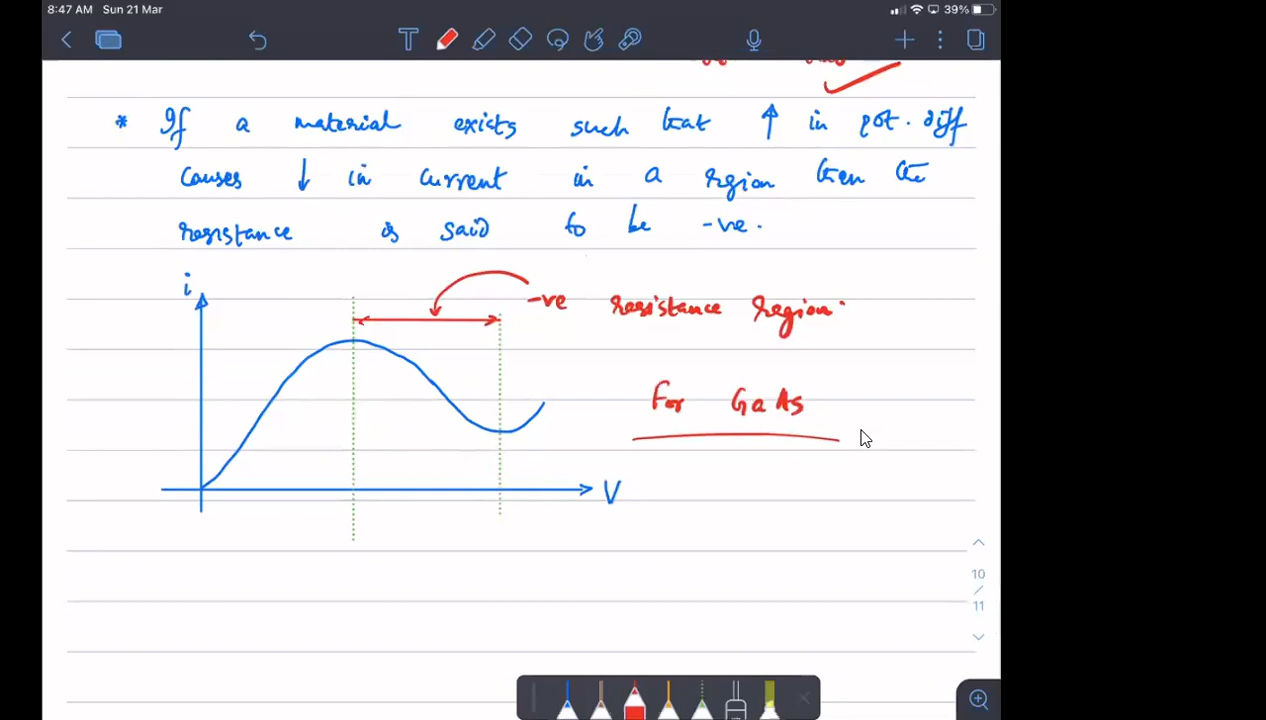 8:47 AM Sun 21 Mar
39%
* If a material exists such that ↑ in pot. diff
causes ↓ in current in a region then the
resistance is said to be -ve.
i
-ve resistance region.
For GaAs
V
10
/
11